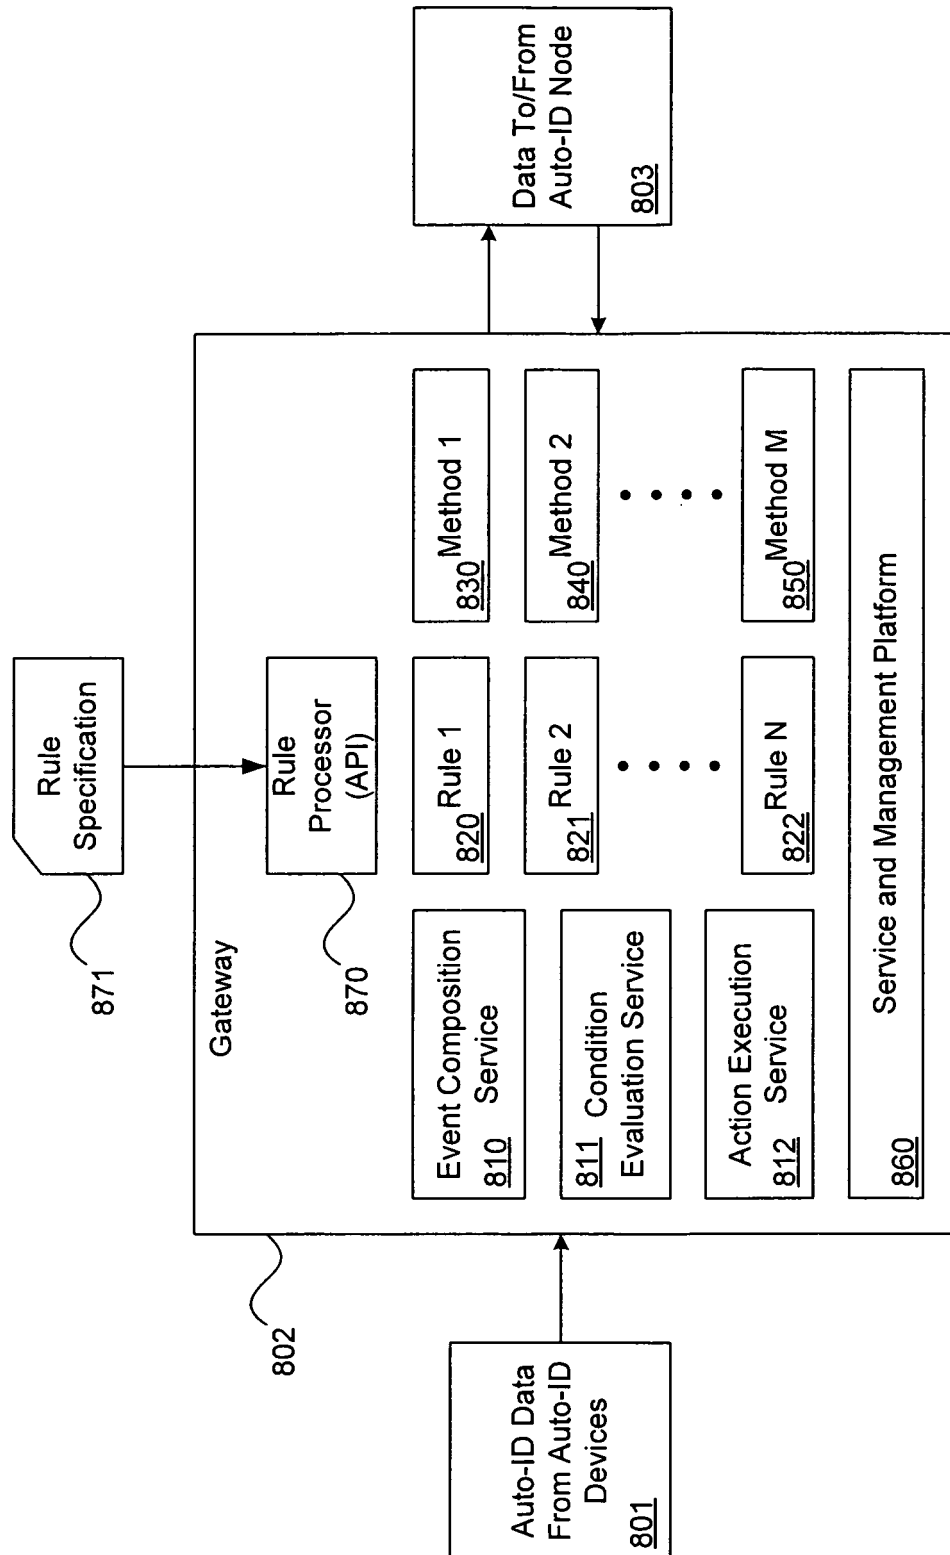 Rule
Specification
871
Gateway
Rule
Processor
(API)
870
802
Auto-ID Data
From Auto-ID
Devices
801
Event Composition
Service
810
811 Condition
Evaluation Service
Action Execution
Service
812
820 Rule 1
821 Rule 2
822 Rule N
830 Method 1
840 Method 2
850 Method M
Service and Management Platform
860
Data To/From
Auto-ID Node
803